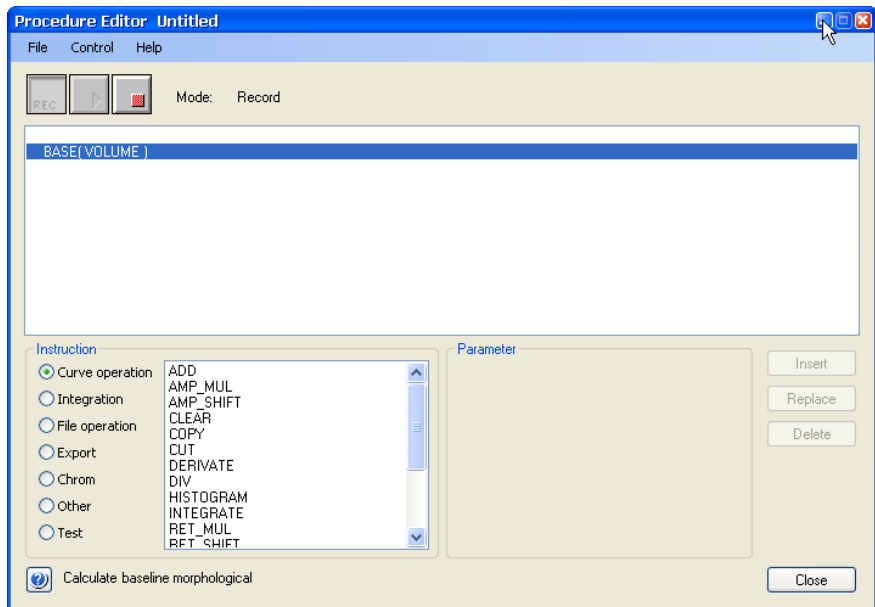 Procedure Editor Untitled
File Control Help
REC Mode: Record
BASE( VOLUME )
Instruction
Curve operation
Integration
File operation
Export
Chrom
Other
Test
ADD
AMP_MUL
AMP_SHIFT
CLEAR
COPY
CUT
DERIVATE
DIV
HISTOGRAM
INTEGRATE
RET_MUL
RET_SHIFT
Parameter
Insert
Replace
Delete
Calculate baseline morphological
Close